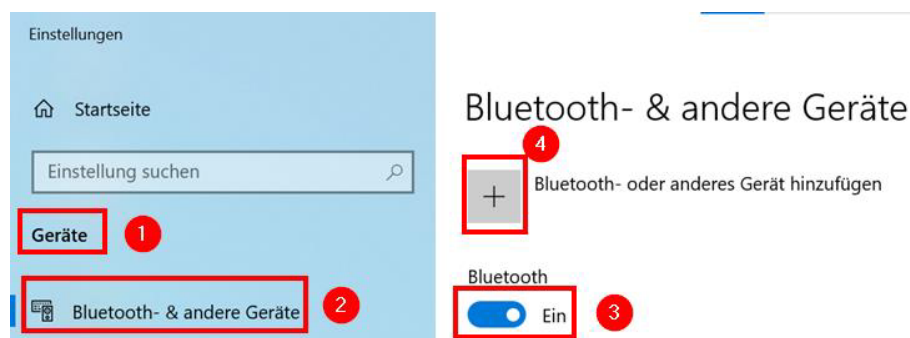 Einstellungen
Startseite
Einstellung suchen
Geräte
1
Bluetooth- & andere Geräte
2
Bluetooth- & andere Geräte
4
Bluetooth- oder anderes Gerät hinzufügen
Bluetooth
Ein
3